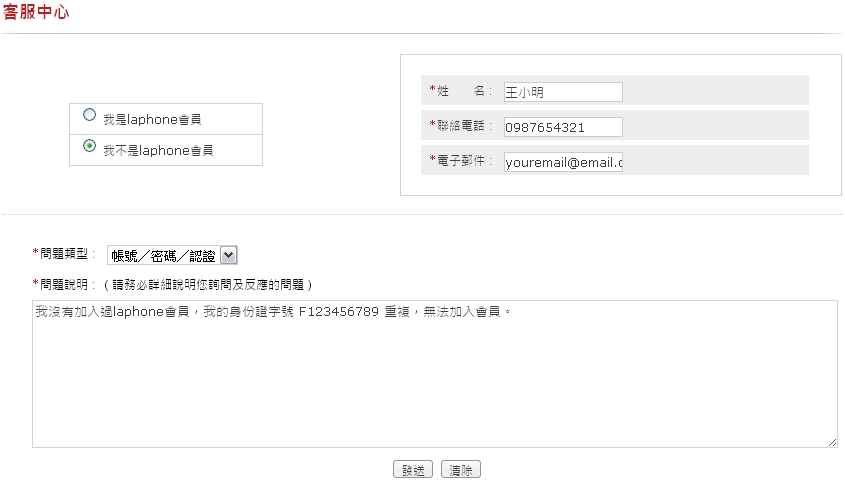 客服中心
我是laphone會員
我不是laphone會員
*姓　　名： 王小明
*聯絡電話： 0987654321
*電子郵件： youremail@email.c
*問題類型： 帳號／密碼／認證
*問題說明：（請務必詳細說明您詢問及反應的問題）
我沒有加入過laphone會員，我的身份證字號 F123456789 重複，無法加入會員。
發送 清除